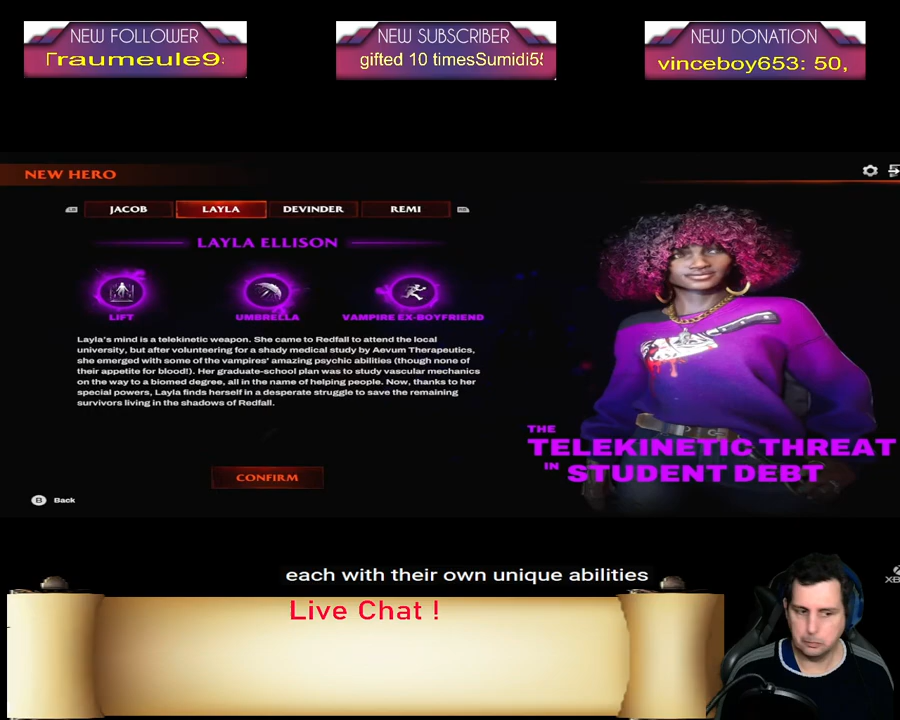 NEW FOLLOWER
NEW SUBSCRIBER
NEW DONATION
Traumeule9
gifted 10 timesSumidi5
vinceboy653: 50,
NEW HERO
JACOB
LAYLA
DEVINDER
REMI
LAYLA ELLISON
LIFT
UMBRELLA
VAMPIRE EX-BOYFRIEND
Layla's mind is a telekinetic weapon. She came to Redfall to attend the local
university, but after volunteering for a shady medical study by Aevum Therapeutics,
she emerged with some of the vampires' amazing psychic abilities (though none of
their appetite for blood!). Her graduate-school plan was to study vascular mechanics
on the way to a biomed degree, all in the name of helping people. Now, thanks to her
special powers, Layla finds herself in a desperate struggle to save the remaining
survivors living in the shadows of Redfall.
THE
TELEKINETIC THREAT
IN STUDENT DEBT
CONFIRM
B Back
each with their own unique abilities
XB
Live Chat !